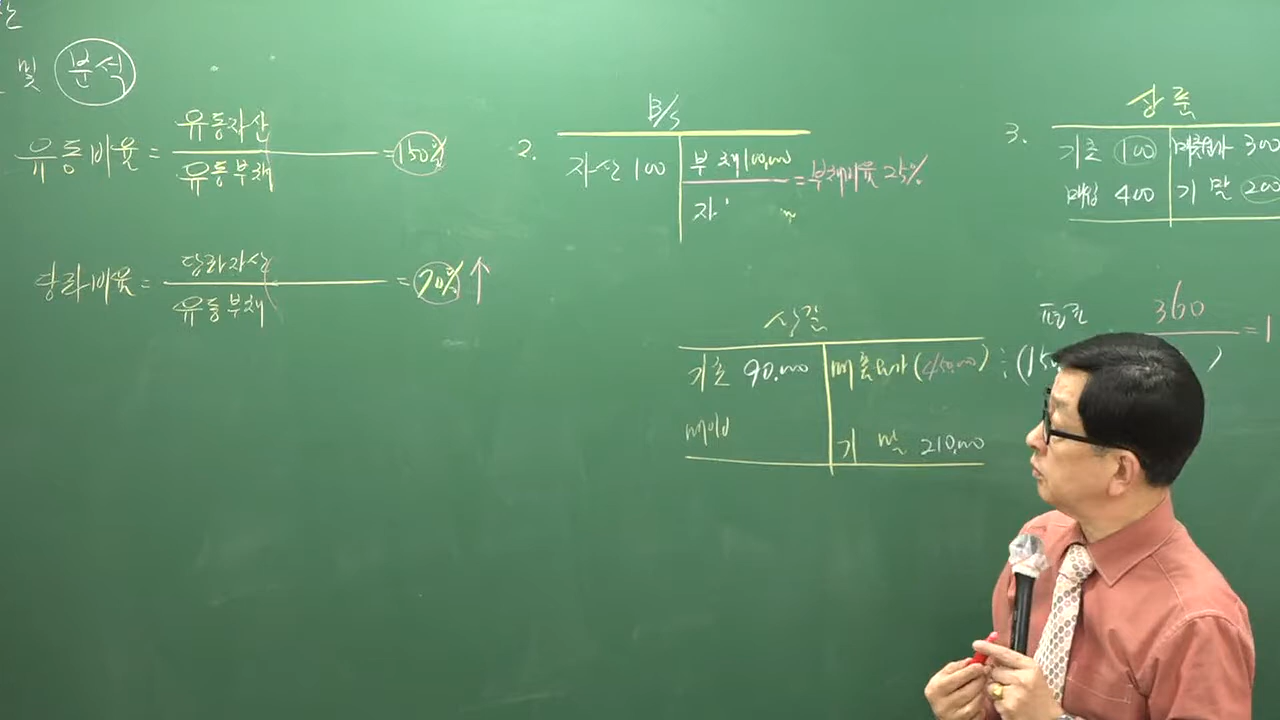 및 분석
유동비율 = 유동자산 / 유동부채 = 150%
당좌비율 = 당좌자산 / 유동부채 = 70% ↑
2.
B/S
자산 100
부채 100,000
자
= 부채비율 25%
3.
상품
기초 100
매출원가 300
매입 400
기말 200
상품
기초 90,000
매출원가 (450,000)
매입
기말 210,000
÷ (150
360
= 1
)